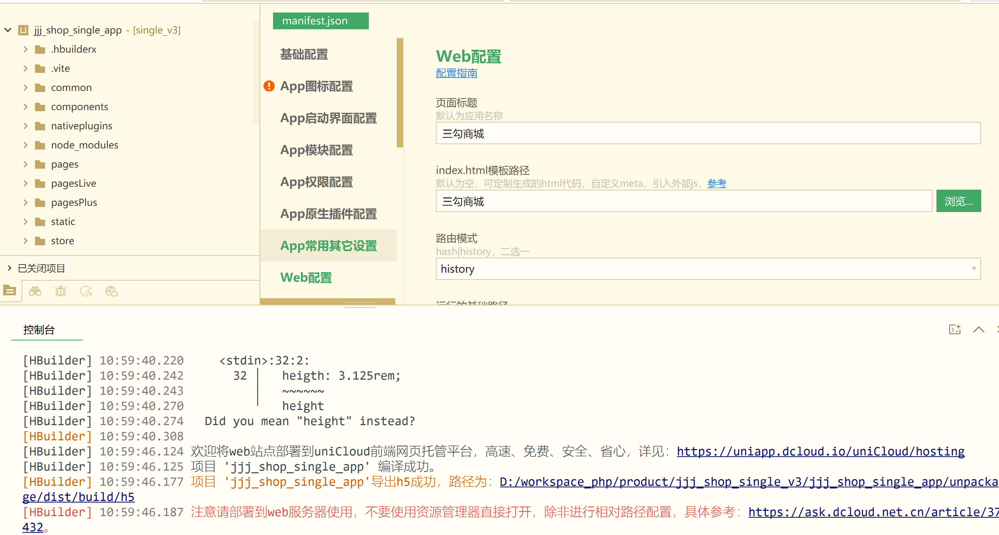 jjj_shop_single_app - [single_v3]
.hbuilderx
.vite
common
components
nativeplugins
node_modules
pages
pagesLive
pagesPlus
static
store
已关闭项目
manifest.json
基础配置
App图标配置
App启动界面配置
App模块配置
App权限配置
App原生插件配置
App常用其它设置
Web配置
Web配置
配置指南
页面标题
默认为应用名称
三勾商城
index.html模板路径
默认为空，可定制生成的html代码，自定义meta、引入外部js，参考
三勾商城
浏览...
路由模式
hash|history，二选一
history
运行的基础路径
控制台
[HBuilder] 10:59:40.220 <stdin>:32:2:
[HBuilder] 10:59:40.242 32 │ heigth: 3.125rem;
[HBuilder] 10:59:40.243 │ ~~~~~~
[HBuilder] 10:59:40.270 ╵ height
[HBuilder] 10:59:40.274 Did you mean "height" instead?
[HBuilder] 10:59:40.308
[HBuilder] 10:59:46.124 欢迎将web站点部署到uniCloud前端网页托管平台，高速、免费、安全、省心，详见：https://uniapp.dcloud.io/uniCloud/hosting
[HBuilder] 10:59:46.125 项目 'jjj_shop_single_app' 编译成功。
[HBuilder] 10:59:46.177 项目 'jjj_shop_single_app'导出h5成功，路径为：D:/workspace_php/product/jjj_shop_single_v3/jjj_shop_single_app/unpacka
ge/dist/build/h5
[HBuilder] 10:59:46.187 注意请部署到web服务器使用，不要使用资源管理器直接打开，除非进行相对路径配置，具体参考：https://ask.dcloud.net.cn/article/37
432。